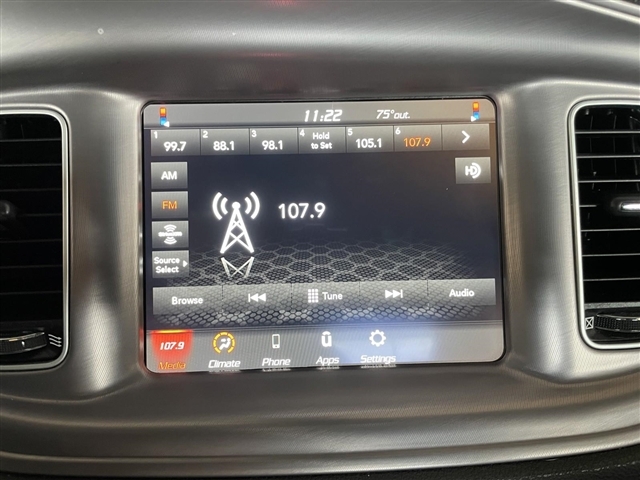 11:22 75° out.
1 99.7 2 88.1 3 98.1 4 Hold to Set 5 105.1 6 107.9
AM
HD
FM
107.9
Source
Select
Browse Tune Audio
107.9
Media Climate Phone Apps Settings